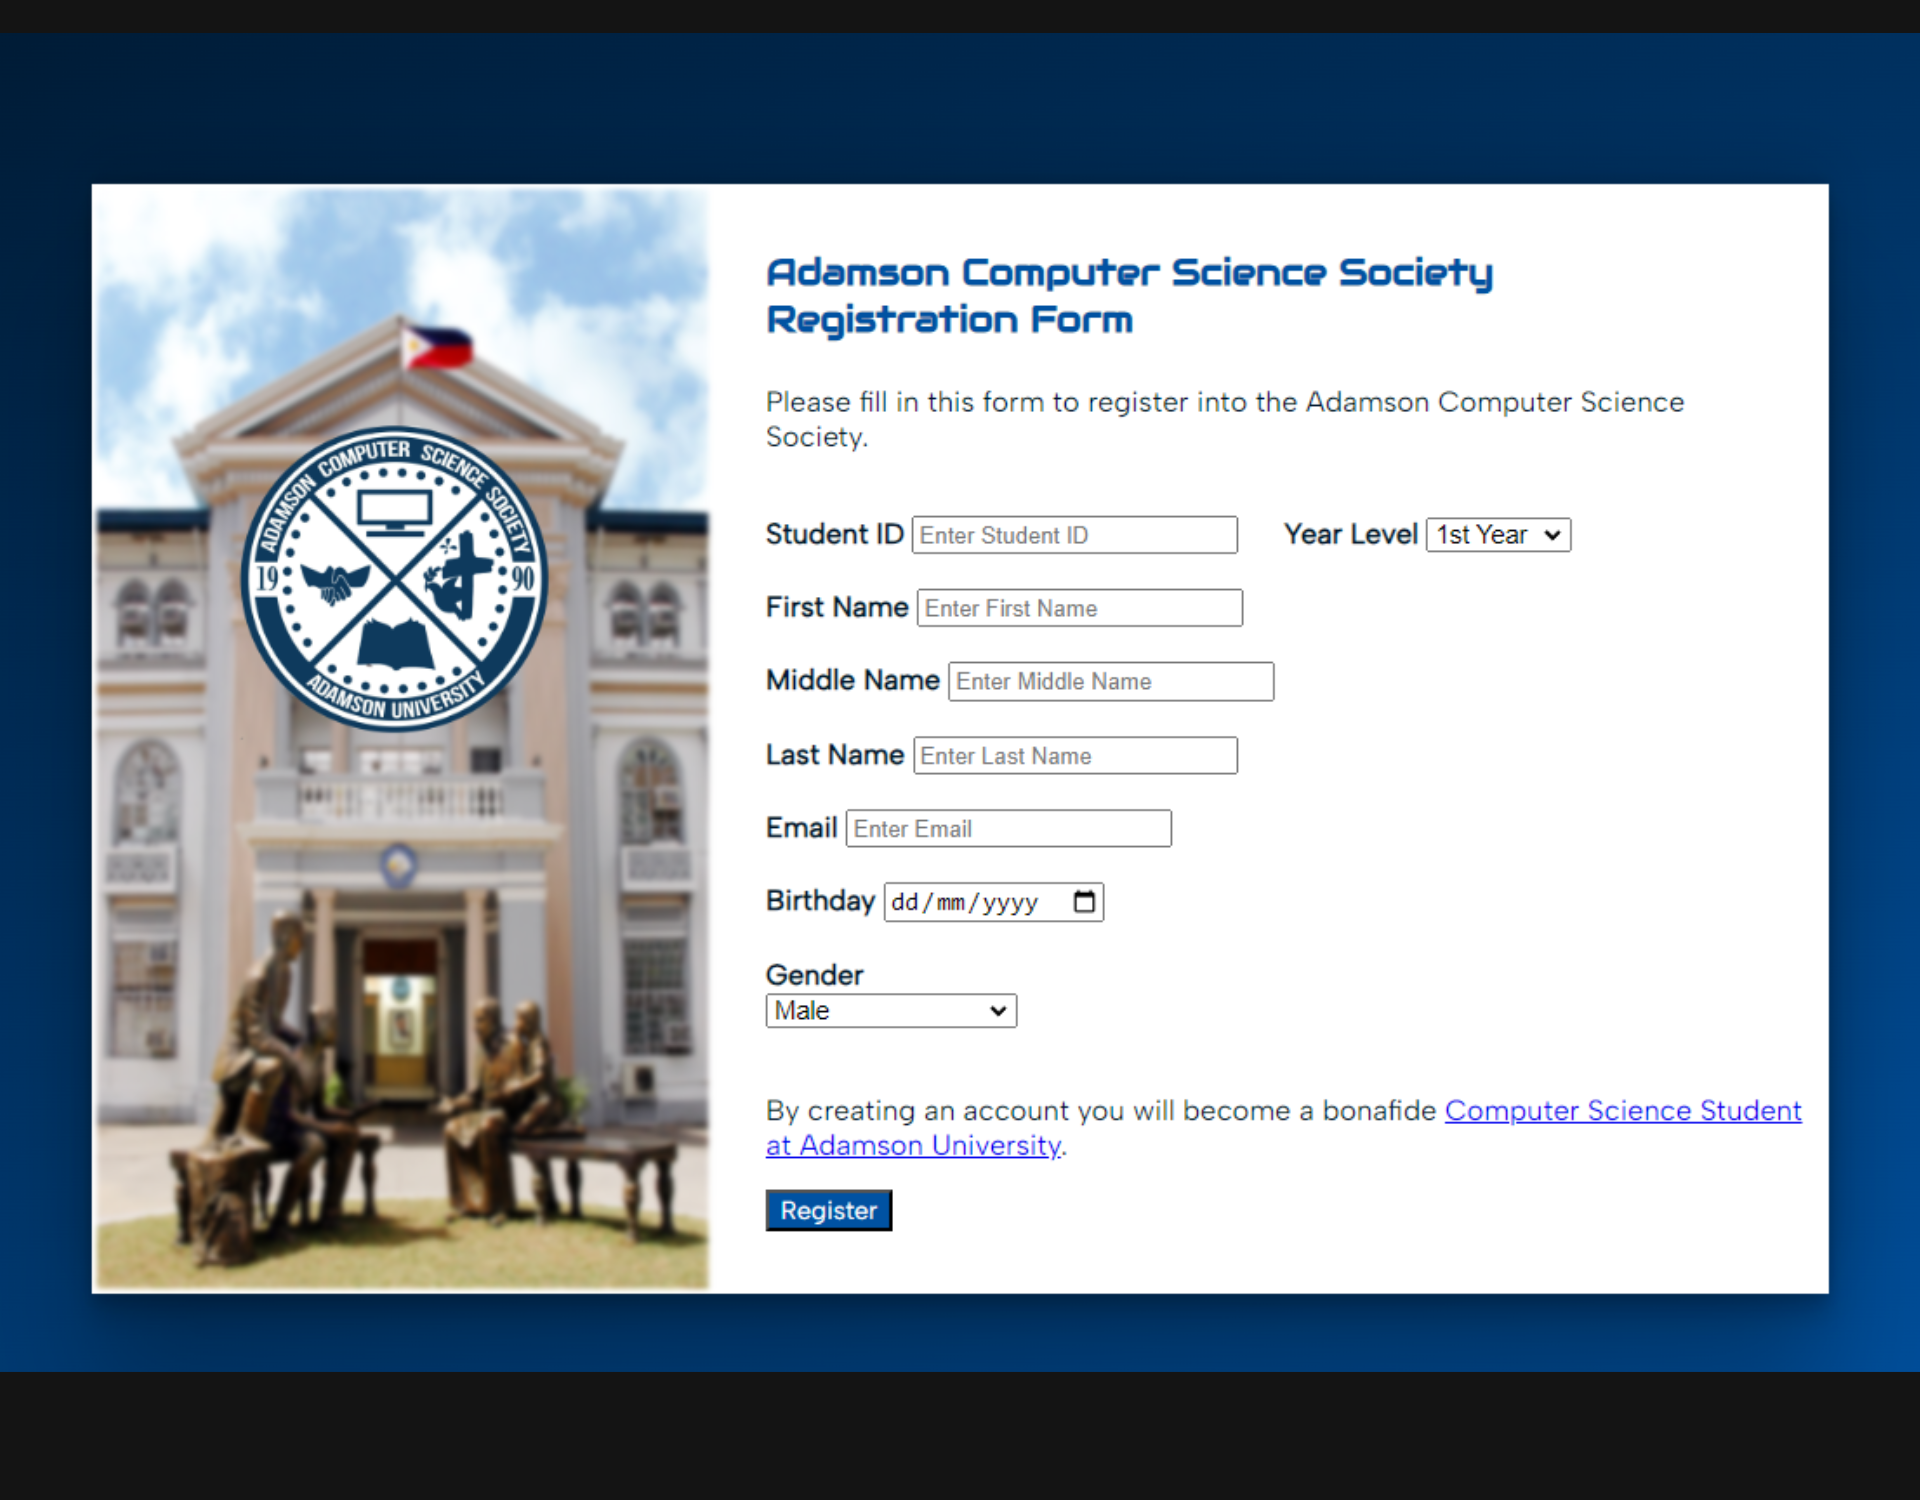 ADAMSON COMPUTER SCIENCE SOCIETY
19 90
ADAMSON UNIVERSITY
Adamson Computer Science Society
Registration Form
Please fill in this form to register into the Adamson Computer Science
Society.
Student ID Enter Student ID Year Level 1st Year
First Name Enter First Name
Middle Name Enter Middle Name
Last Name Enter Last Name
Email Enter Email
Birthday dd/mm/yyyy
Gender
Male
By creating an account you will become a bonafide Computer Science Student
at Adamson University.
Register